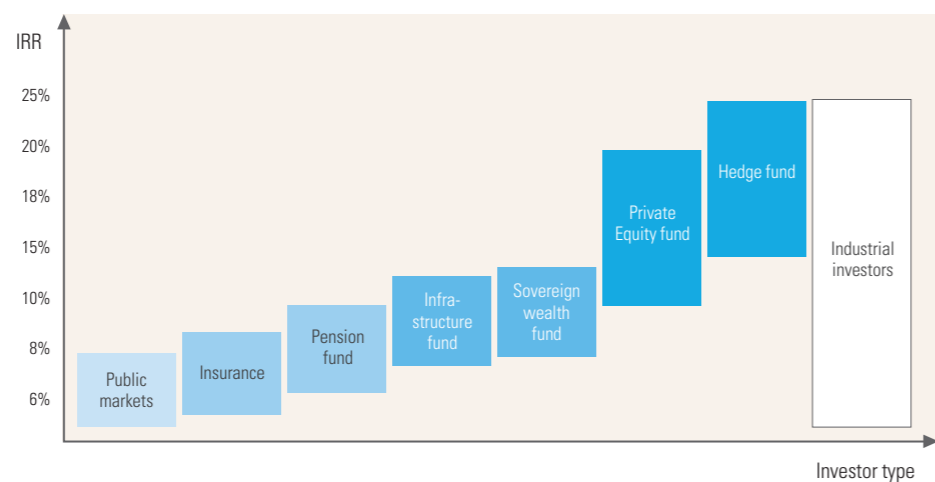 IRR
25%
20%
18%
15%
10%
8%
6%
Public
markets
Insurance
Pension
fund
Infra-
structure
fund
Sovereign
wealth
fund
Private
Equity fund
Hedge fund
Industrial
investors
Investor type